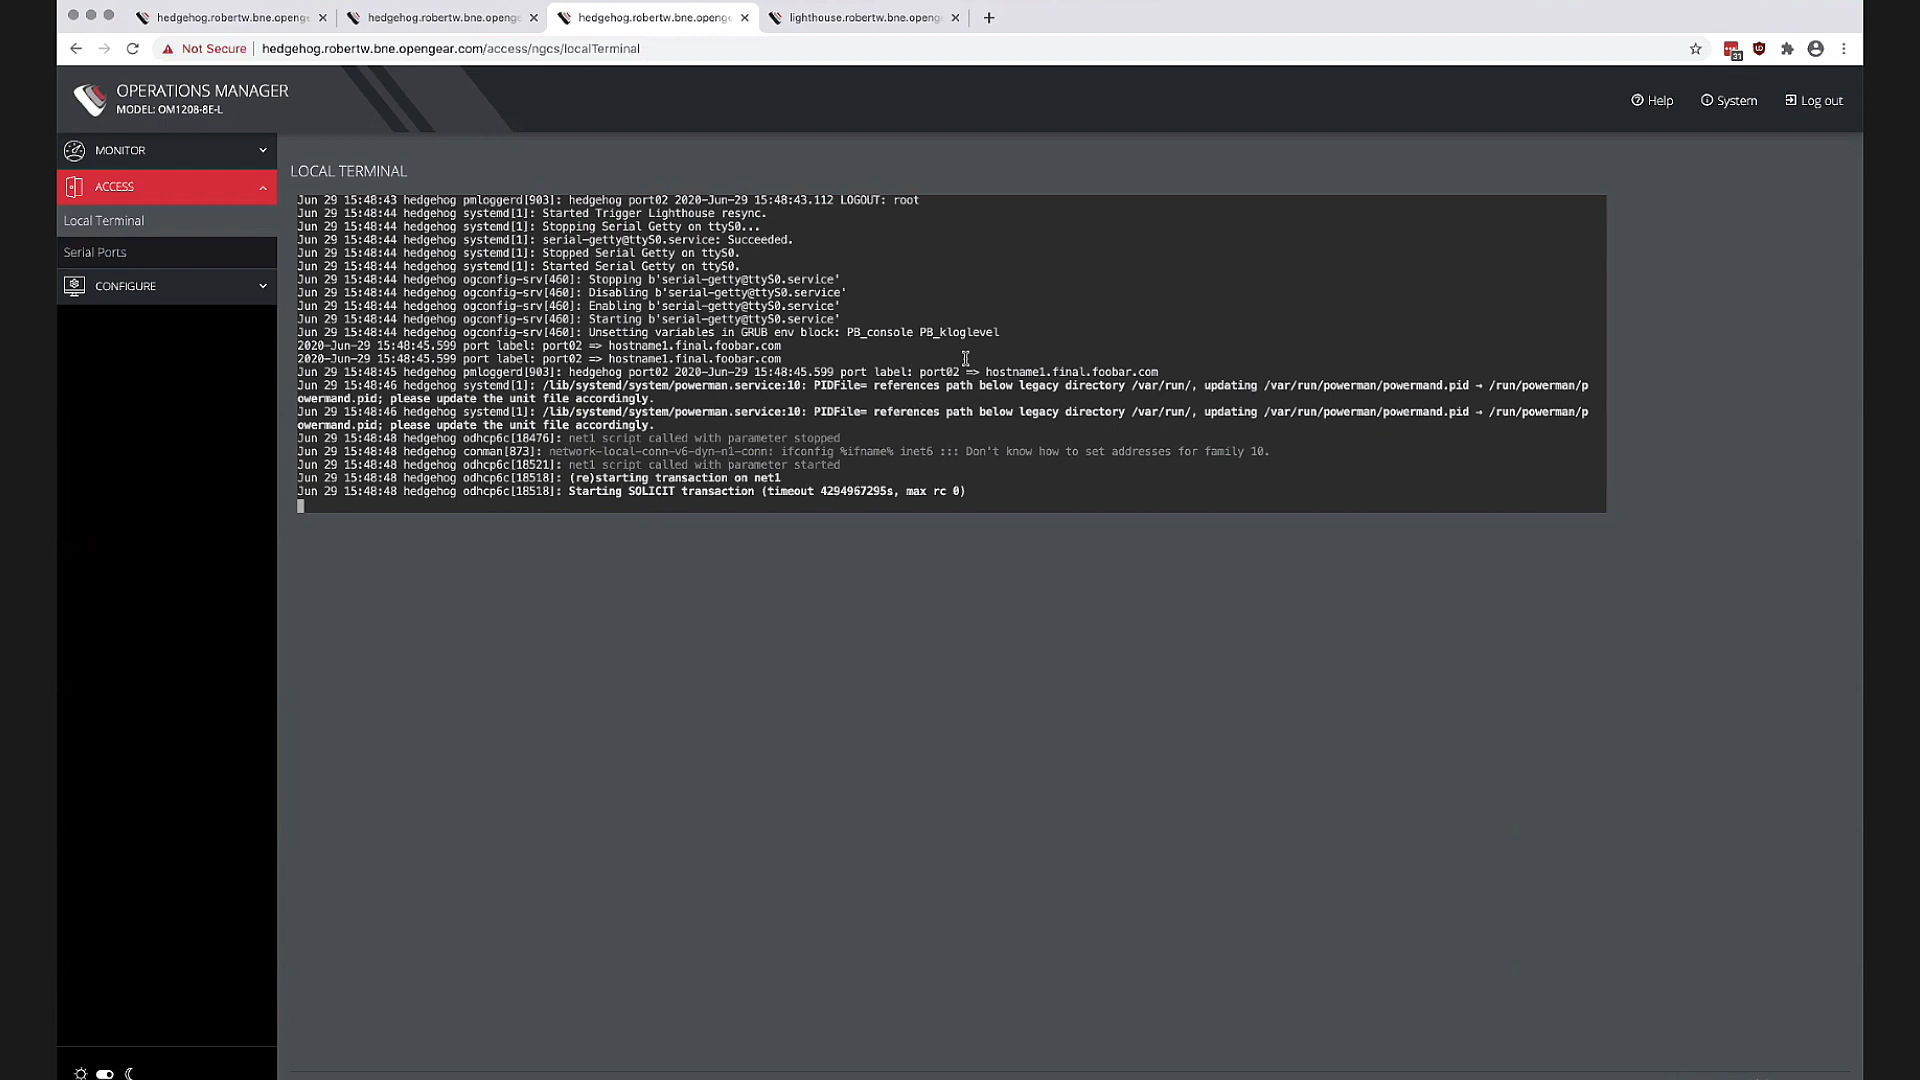 hedgehog.robertw.bne.openg
hedgehog.robertw.bne.openge
hedgehog.robertw.bne.openge
lighthouse.robertw.bne.openg
Not Secure
hedgehog.robertw.bne.opengear.com/access/ngcs/localTerminal
31
OPERATIONS MANAGER
MODEL: OM1208-8E-L
Help
System
Log out
MONITOR
ACCESS
Local Terminal
Serial Ports
CONFIGURE
LOCAL TERMINAL
Jun 29 15:48:43 hedgehog pmloggerd[903]: hedgehog port02 2020-Jun-29 15:48:43.112 LOGOUT: root
Jun 29 15:48:44 hedgehog systemd[1]: Started Trigger Lighthouse resync.
Jun 29 15:48:44 hedgehog systemd[1]: Stopping Serial Getty on ttyS0...
Jun 29 15:48:44 hedgehog systemd[1]: serial-getty@ttyS0.service: Succeeded.
Jun 29 15:48:44 hedgehog systemd[1]: Stopped Serial Getty on ttyS0.
Jun 29 15:48:44 hedgehog systemd[1]: Started Serial Getty on ttyS0.
Jun 29 15:48:44 hedgehog ogconfig-srv[460]: Stopping b'serial-getty@ttyS0.service'
Jun 29 15:48:44 hedgehog ogconfig-srv[460]: Disabling b'serial-getty@ttyS0.service'
Jun 29 15:48:44 hedgehog ogconfig-srv[460]: Enabling b'serial-getty@ttyS0.service'
Jun 29 15:48:44 hedgehog ogconfig-srv[460]: Starting b'serial-getty@ttyS0.service'
Jun 29 15:48:44 hedgehog ogconfig-srv[460]: Unsetting variables in GRUB env block: PB_console PB_kloglevel
2020-Jun-29 15:48:45.599 port label: port02 => hostname1.final.foobar.com
2020-Jun-29 15:48:45.599 port label: port02 => hostname1.final.foobar.com
Jun 29 15:48:45 hedgehog pmloggerd[903]: hedgehog port02 2020-Jun-29 15:48:45.599 port label: port02 => hostname1.final.foobar.com
Jun 29 15:48:46 hedgehog systemd[1]: /lib/systemd/system/powerman.service:10: PIDFile= references path below legacy directory /var/run/, updating /var/run/powerman/powermand.pid → /run/powerman/p
owermand.pid; please update the unit file accordingly.
Jun 29 15:48:46 hedgehog systemd[1]: /lib/systemd/system/powerman.service:10: PIDFile= references path below legacy directory /var/run/, updating /var/run/powerman/powermand.pid → /run/powerman/p
owermand.pid; please update the unit file accordingly.
Jun 29 15:48:48 hedgehog odhcp6c[18476]: net1 script called with parameter stopped
Jun 29 15:48:48 hedgehog conman[873]: network-local-conn-v6-dyn-n1-conn: ifconfig %ifname% inet6 ::: Don't know how to set addresses for family 10.
Jun 29 15:48:48 hedgehog odhcp6c[18521]: net1 script called with parameter started
Jun 29 15:48:48 hedgehog odhcp6c[18518]: (re)starting transaction on net1
Jun 29 15:48:48 hedgehog odhcp6c[18518]: Starting SOLICIT transaction (timeout 4294967295s, max rc 0)